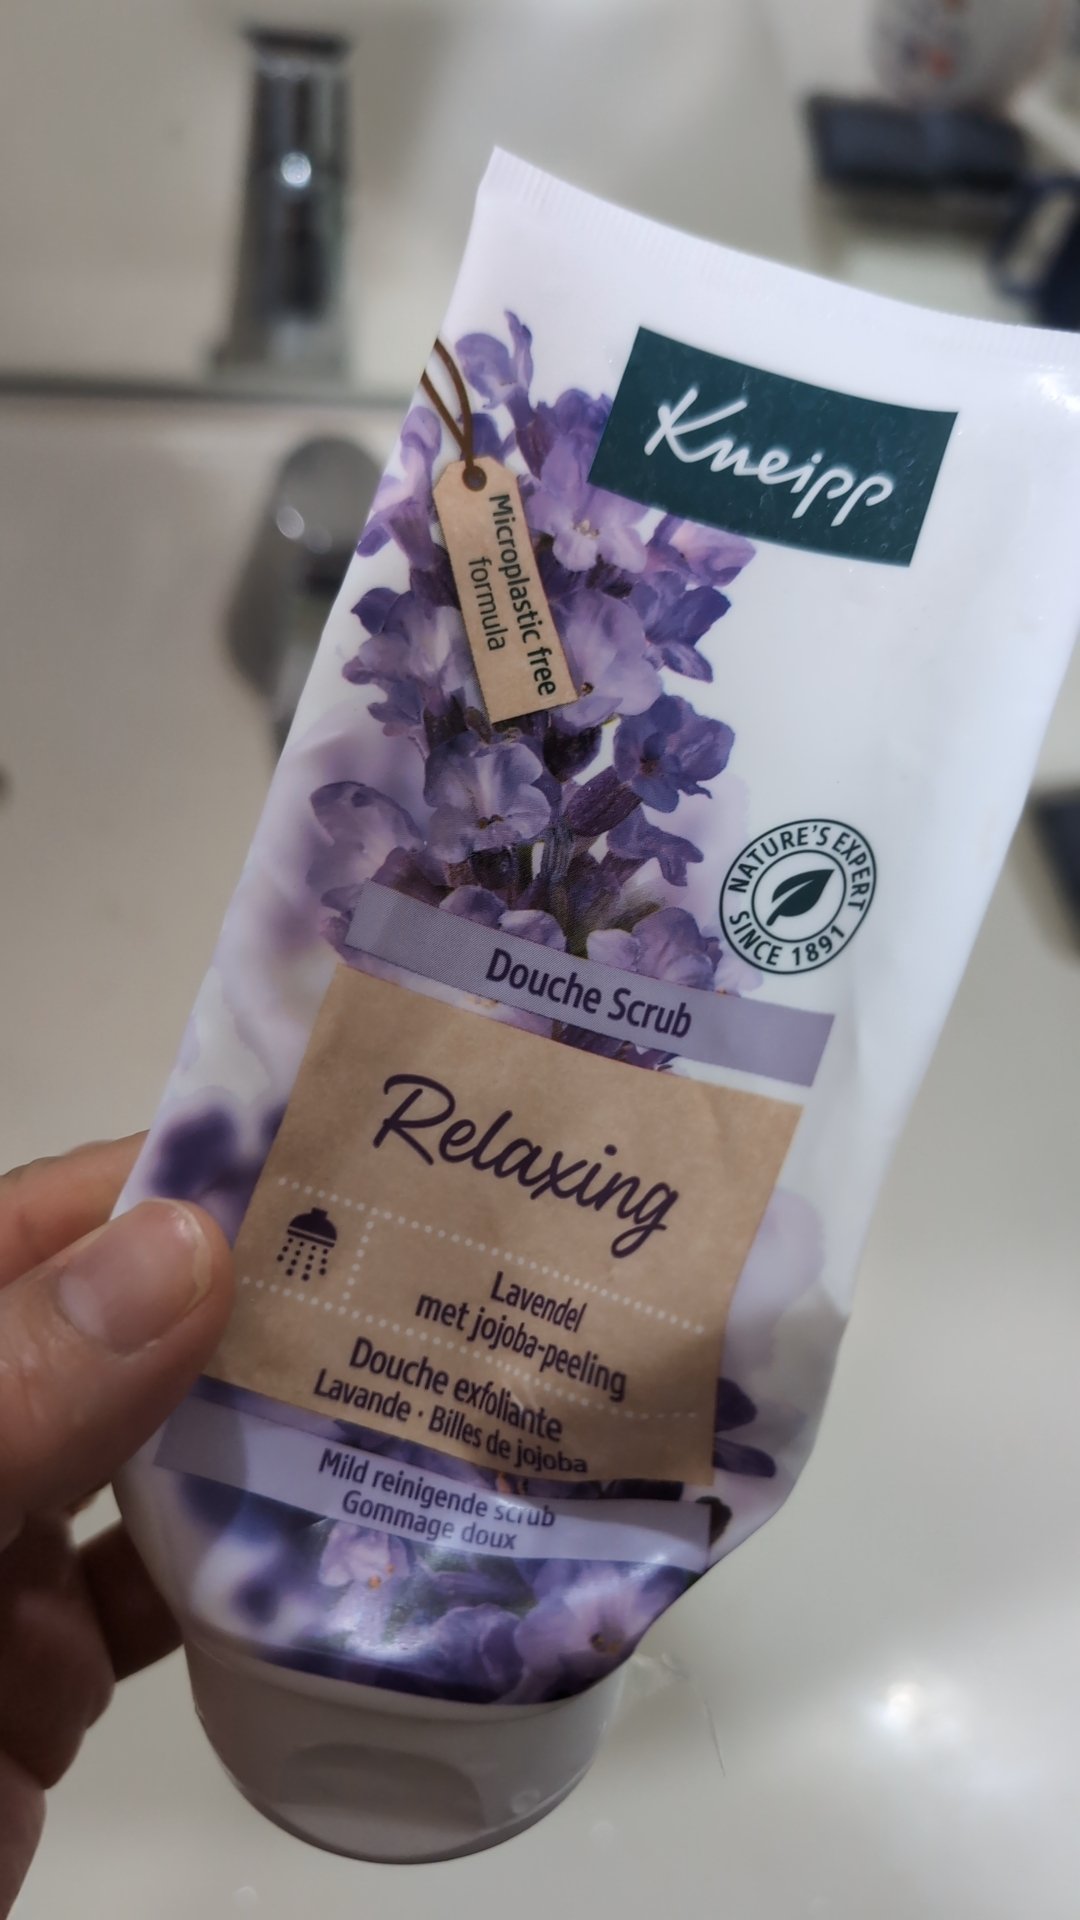 Kneipp
Microplastic free
formula
NATURE'S EXPERT
SINCE 1891
Douche Scrub
Relaxing
Lavendel
met jojoba-peeling
Douche exfoliante
Lavande · Billes de jojoba
Mild reinigende scrub
Gommage doux